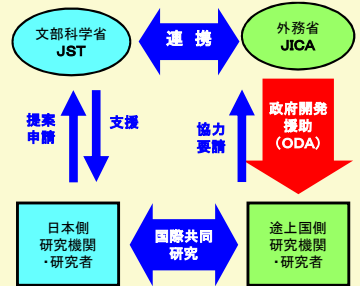 文部科学省
JST
連 携
外務省
JICA
提案
申請
支援
協力
要請
政府開発
援助
(ODA)
日本側
研究機関
・研究者
国際共同
研究
途上国側
研究機関
・研究者